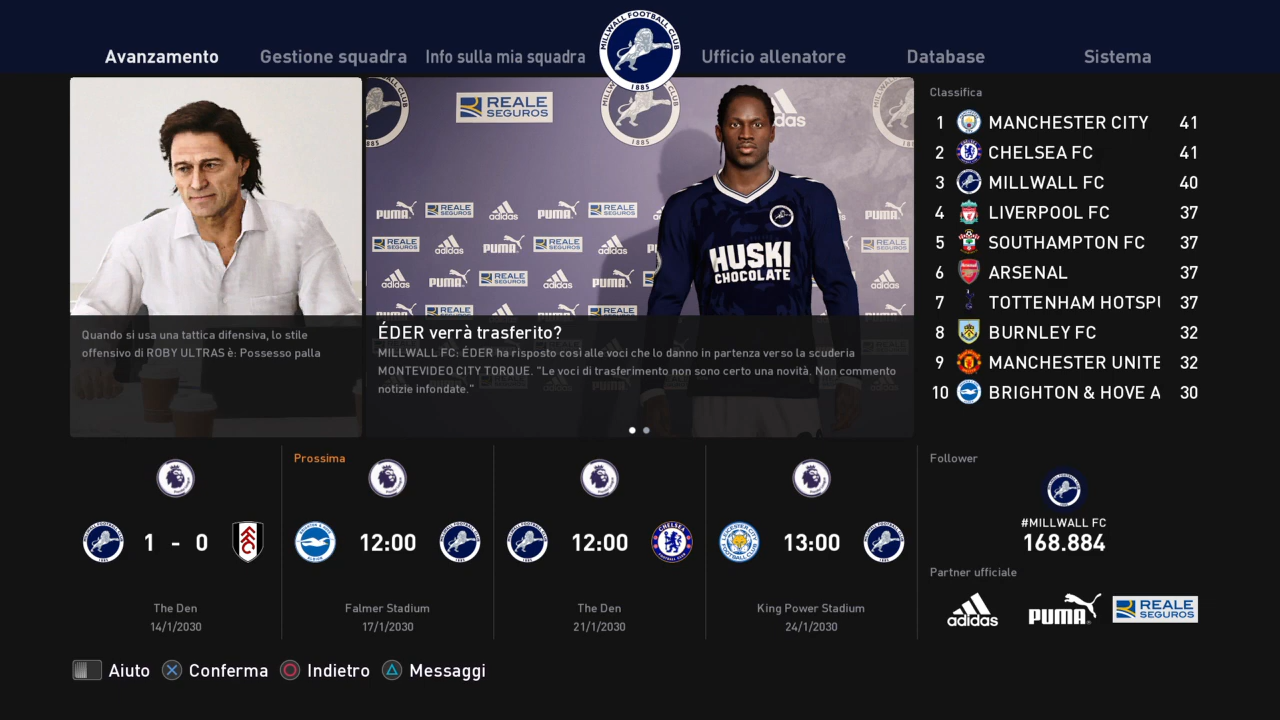 Avanzamento
Gestione squadra
Info sulla mia squadra
MILLWALL FOOTBALL CLUB
1885
Ufficio allenatore
Database
Sistema
REALE
SEGUROS
HUSKI
CHOCOLATE
Quando si usa una tattica difensiva, lo stile
offensivo di ROBY ULTRAS è: Possesso palla
ÉDER verrà trasferito?
MILLWALL FC: ÉDER ha risposto così alle voci che lo danno in partenza verso la scuderia
MONTEVIDEO CITY TORQUE. "Le voci di trasferimento non sono certo una novità. Non commento
notizie infondate."
Classifica
1 MANCHESTER CITY 41
2 CHELSEA FC 41
3 MILLWALL FC 40
4 LIVERPOOL FC 37
5 SOUTHAMPTON FC 37
6 ARSENAL 37
7 TOTTENHAM HOTSPU 37
8 BURNLEY FC 32
9 MANCHESTER UNITE 32
10 BRIGHTON & HOVE A 30
1 - 0
The Den
14/1/2030
Prossima
12:00
Falmer Stadium
17/1/2030
12:00
The Den
21/1/2030
13:00
King Power Stadium
24/1/2030
Follower
#MILLWALL FC
168.884
Partner ufficiale
adidas
PUMA
REALE
SEGUROS
Aiuto
Conferma
Indietro
Messaggi